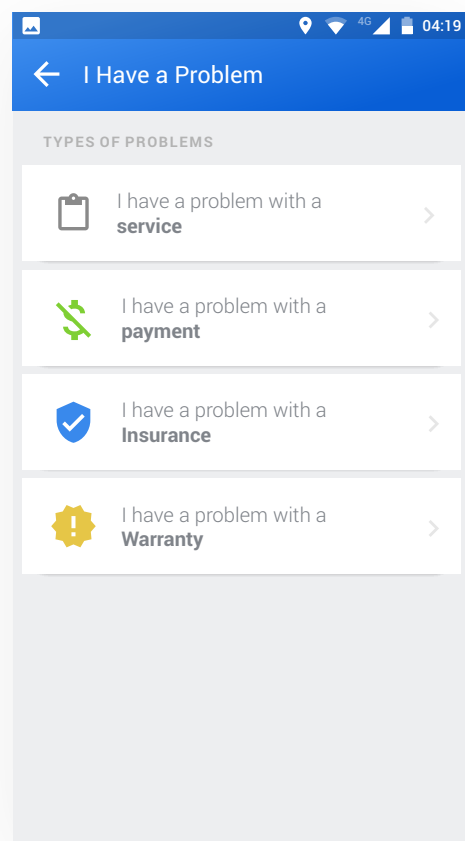 4G 04:19
I Have a Problem
TYPES OF PROBLEMS
I have a problem with a
service
I have a problem with a
payment
I have a problem with a
Insurance
I have a problem with a
Warranty